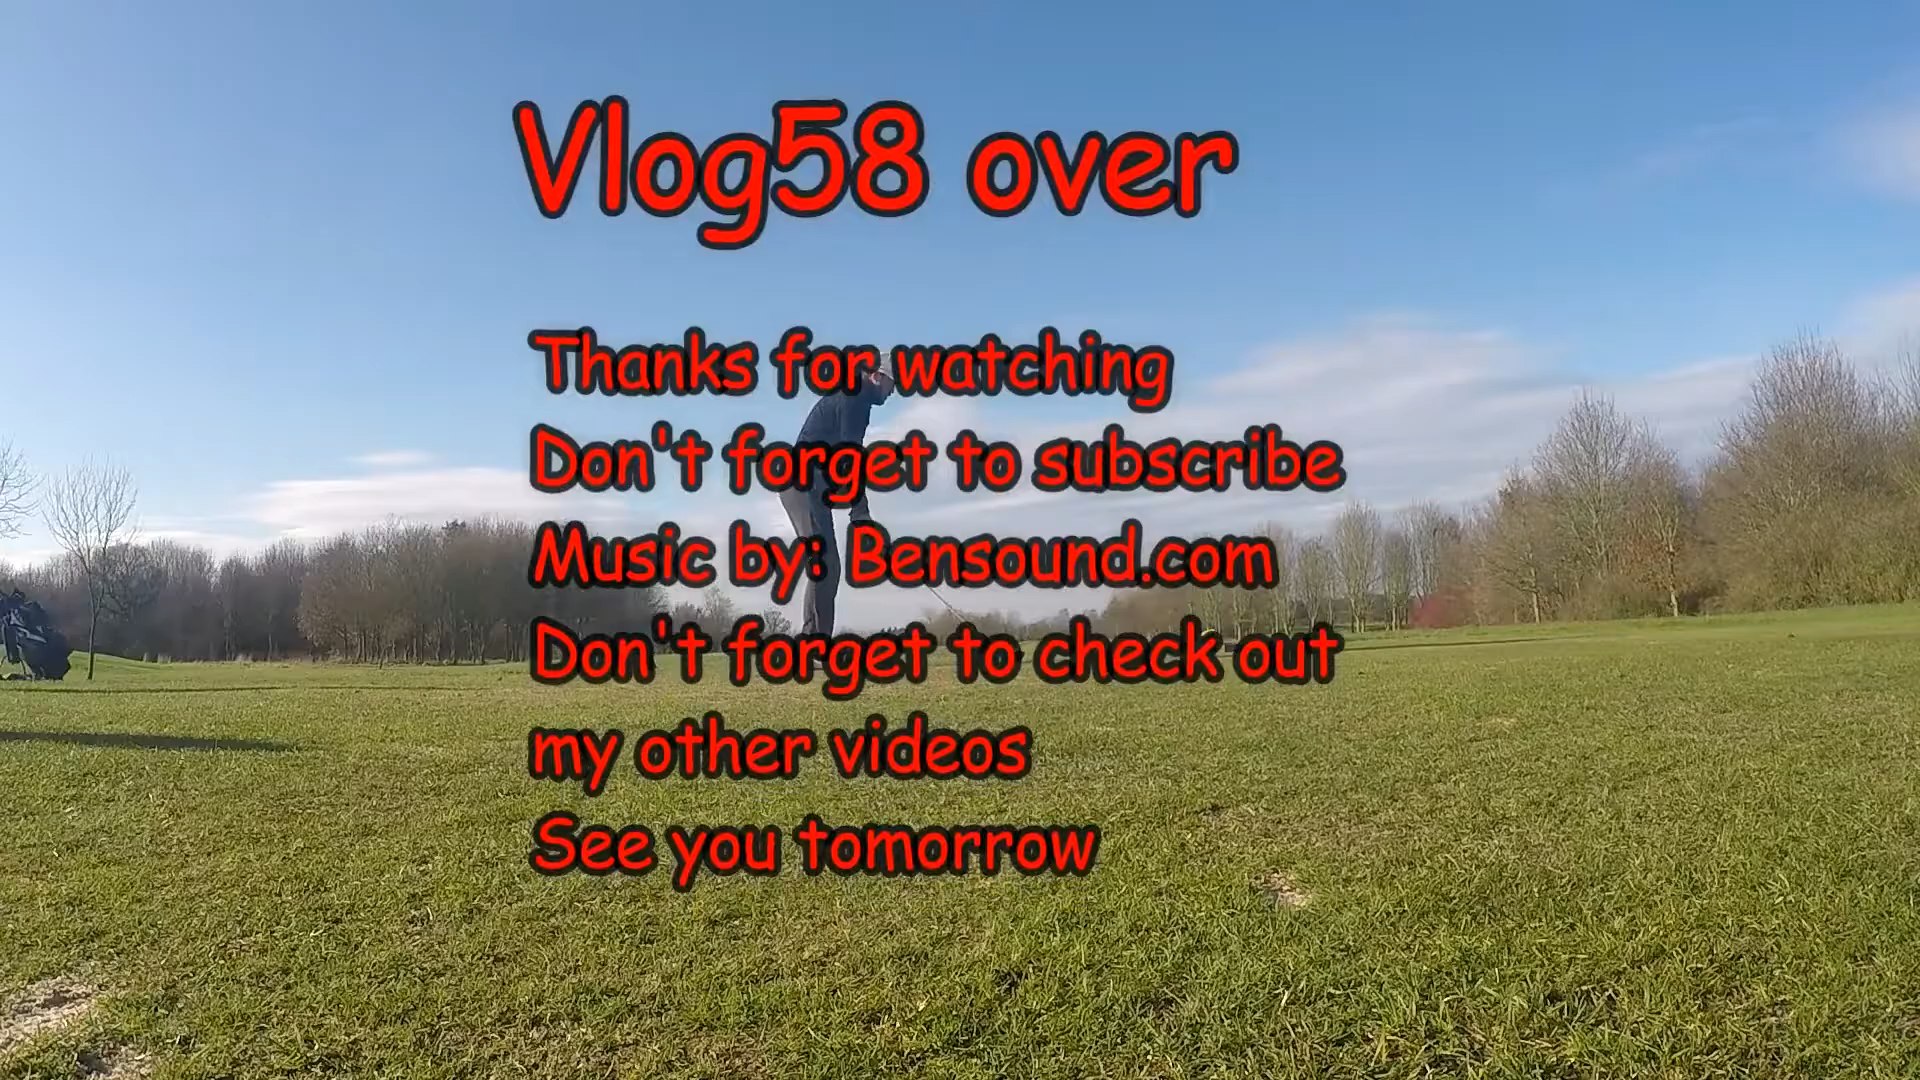 Vlog58 over
Thanks for watching
Don't forget to subscribe
Music by: Bensound.com
Don't forget to check out
my other videos
See you tomorrow